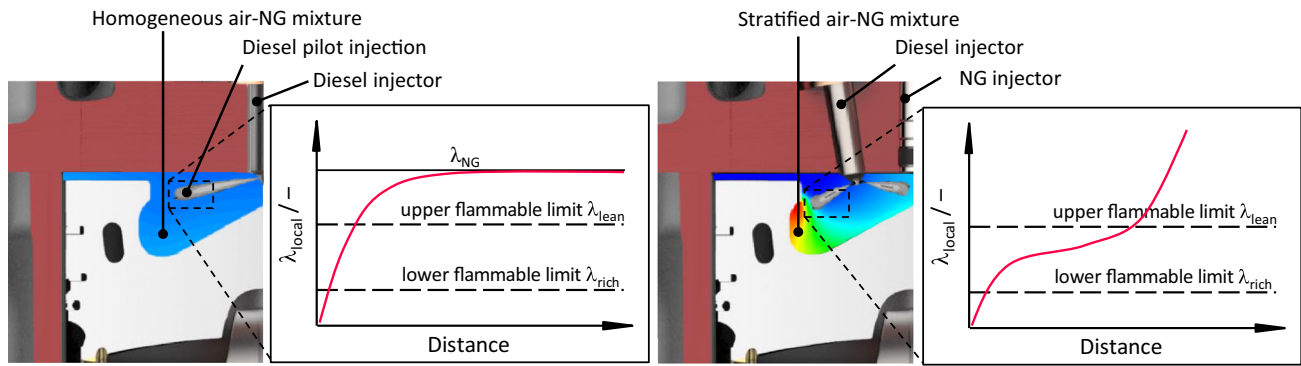 Homogeneous air-NG mixture
Diesel pilot injection
Diesel injector
λNG
upper flammable limit λlean
lower flammable limit λrich
λlocal / –
Distance
Stratified air-NG mixture
Diesel injector
NG injector
upper flammable limit λlean
lower flammable limit λrich
λlocal / –
Distance